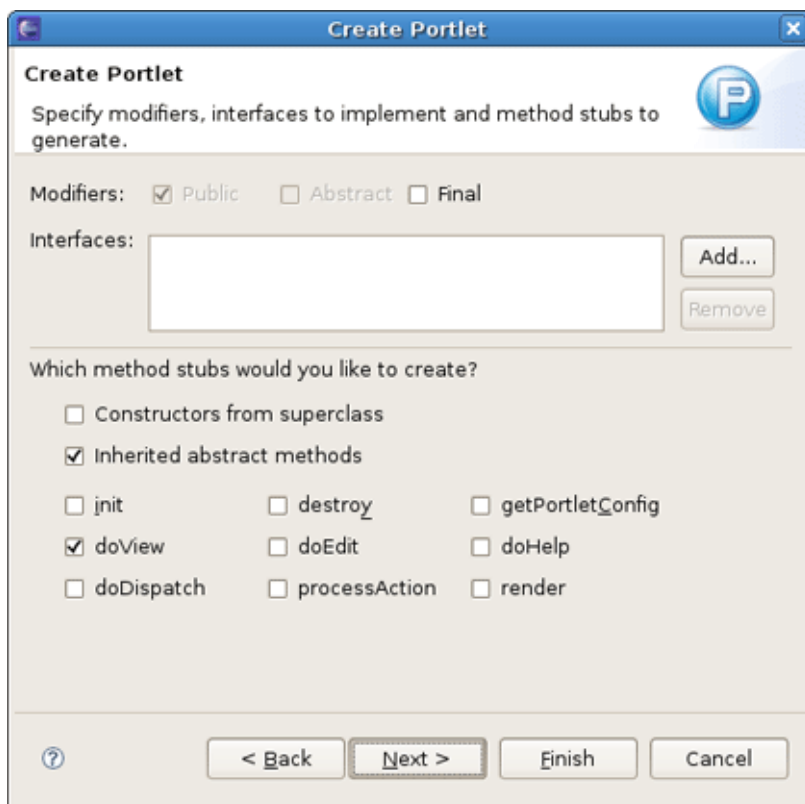 Create Portlet
Create Portlet
Specify modifiers, interfaces to implement and method stubs to
generate.
Modifiers: Public Abstract Final
Interfaces:
Add...
Remove
Which method stubs would you like to create?
Constructors from superclass
Inherited abstract methods
init destroy getPortletConfig
doView doEdit doHelp
doDispatch processAction render
? < Back Next > Finish Cancel